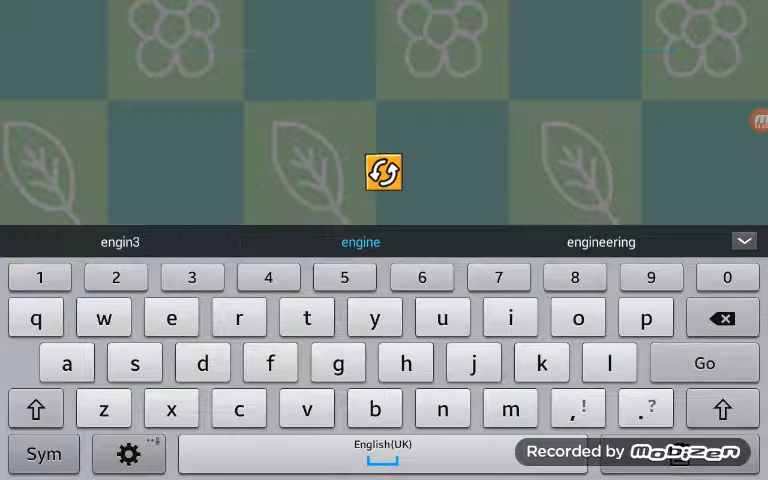 engin3 engine engineering
1 2 3 4 5 6 7 8 9 0
q w e r t y u i o p
a s d f g h j k l Go
z x c v b n m ,! .?
Sym English(UK) Recorded by mobizen